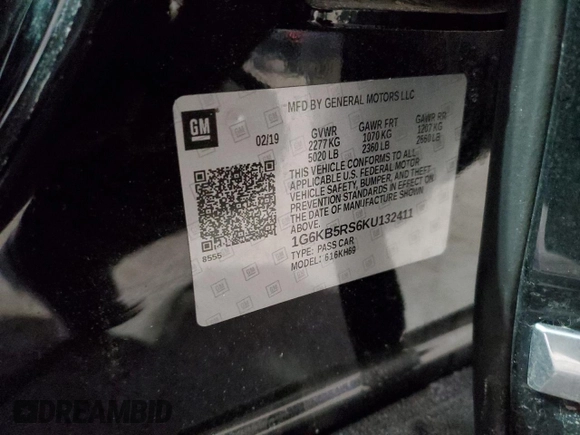 MFD BY GENERAL MOTORS LLC
GM
02/19
GVWR GAWR FRT GAWR RR
2277 KG 1070 KG 1207 KG
5020 LB 2360 LB 2660 LB
THIS VEHICLE CONFORMS TO ALL
APPLICABLE U.S. FEDERAL MOTOR
VEHICLE SAFETY, BUMPER, AND THEFT
PREVENTION STANDARDS IN EFFECT ON
THE DATE OF MANUFACTURE SHOWN
ABOVE.
1G6KB5RS6KU132411
TYPE: PASS CAR
MODEL: 616KH69
8555
DREAMBID